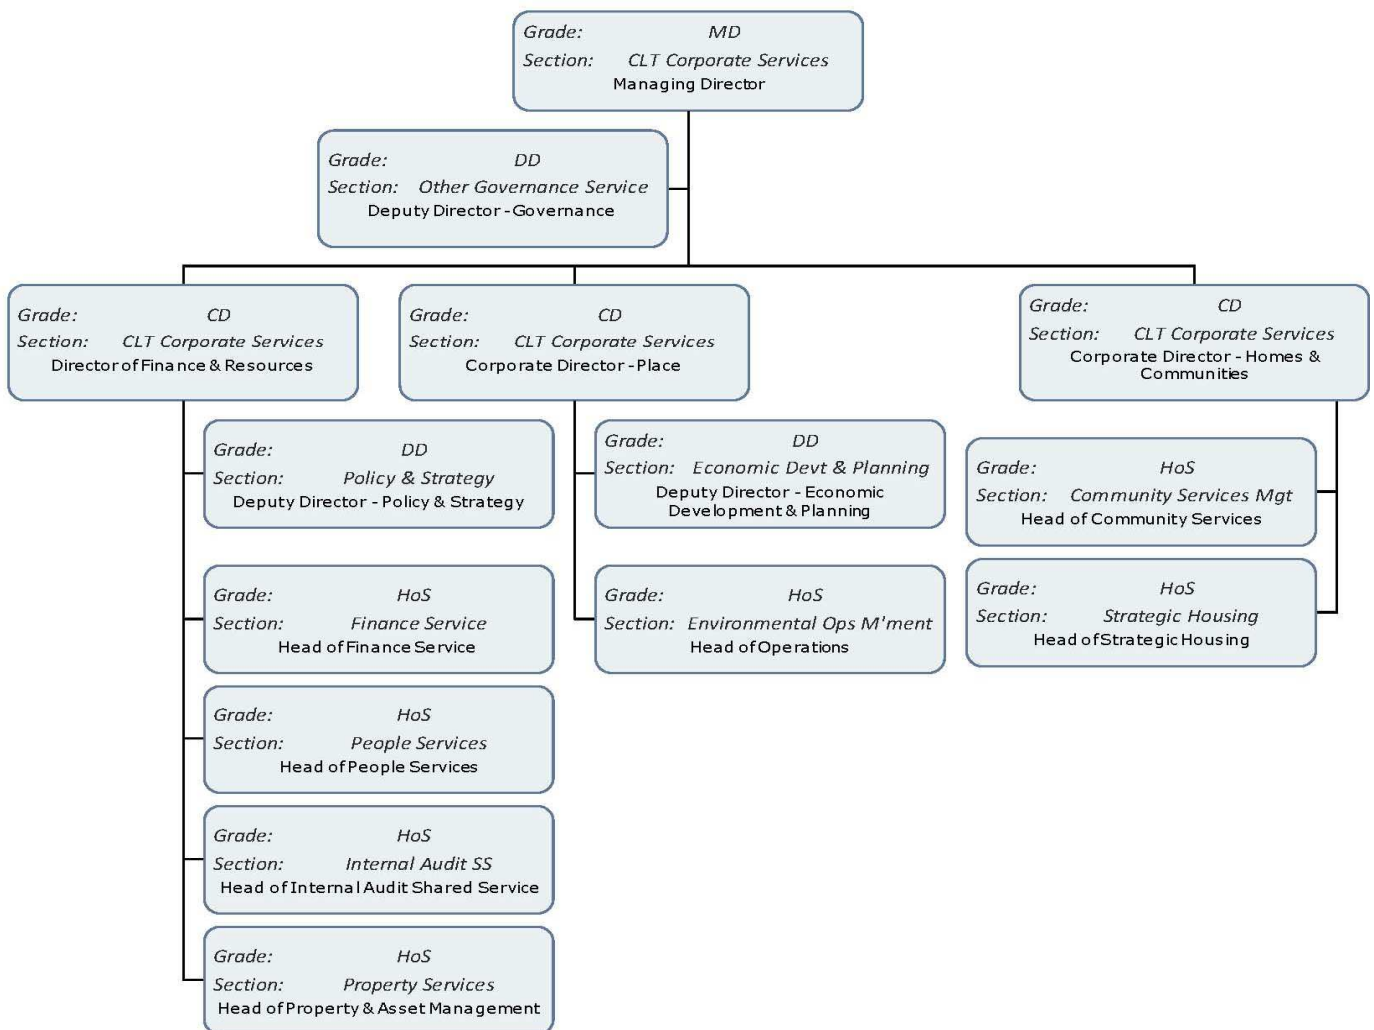 Grade: MD
Section: CLT Corporate Services
Managing Director
Grade: DD
Section: Other Governance Service
Deputy Director - Governance
Grade: CD
Section: CLT Corporate Services
Director of Finance & Resources
Grade: CD
Section: CLT Corporate Services
Corporate Director - Place
Grade: CD
Section: CLT Corporate Services
Corporate Director - Homes &
Communities
Grade: DD
Section: Policy & Strategy
Deputy Director - Policy & Strategy
Grade: HoS
Section: Finance Service
Head of Finance Service
Grade: HoS
Section: People Services
Head of People Services
Grade: HoS
Section: Internal Audit SS
Head of Internal Audit Shared Service
Grade: HoS
Section: Property Services
Head of Property & Asset Management
Grade: DD
Section: Economic Devt & Planning
Deputy Director - Economic
Development & Planning
Grade: HoS
Section: Environmental Ops M'ment
Head of Operations
Grade: HoS
Section: Community Services Mgt
Head of Community Services
Grade: HoS
Section: Strategic Housing
Head of Strategic Housing